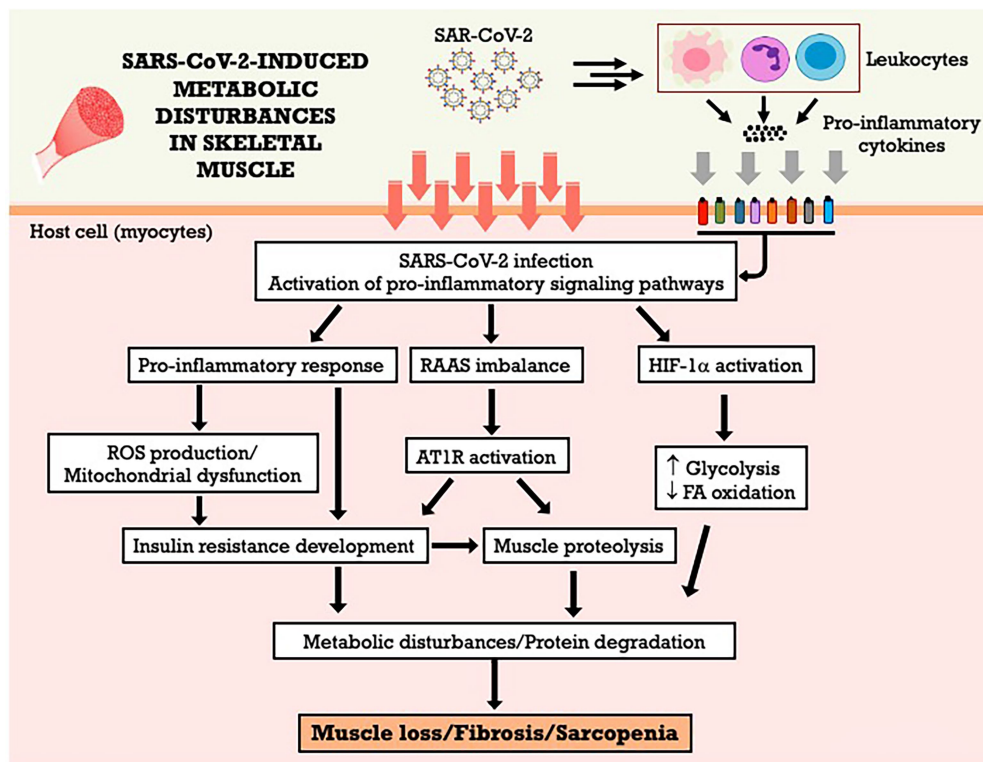 SARS-CoV-2-INDUCED
METABOLIC
DISTURBANCES
IN SKELETAL
MUSCLE
SAR-CoV-2
Leukocytes
Pro-inflammatory
cytokines
Host cell (myocytes)
SARS-CoV-2 infection
Activation of pro-inflammatory signaling pathways
Pro-inflammatory response
RAAS imbalance
HIF-1α activation
ROS production/
Mitochondrial dysfunction
AT1R activation
↑ Glycolysis
↓ FA oxidation
Insulin resistance development
Muscle proteolysis
Metabolic disturbances/Protein degradation
Muscle loss/Fibrosis/Sarcopenia